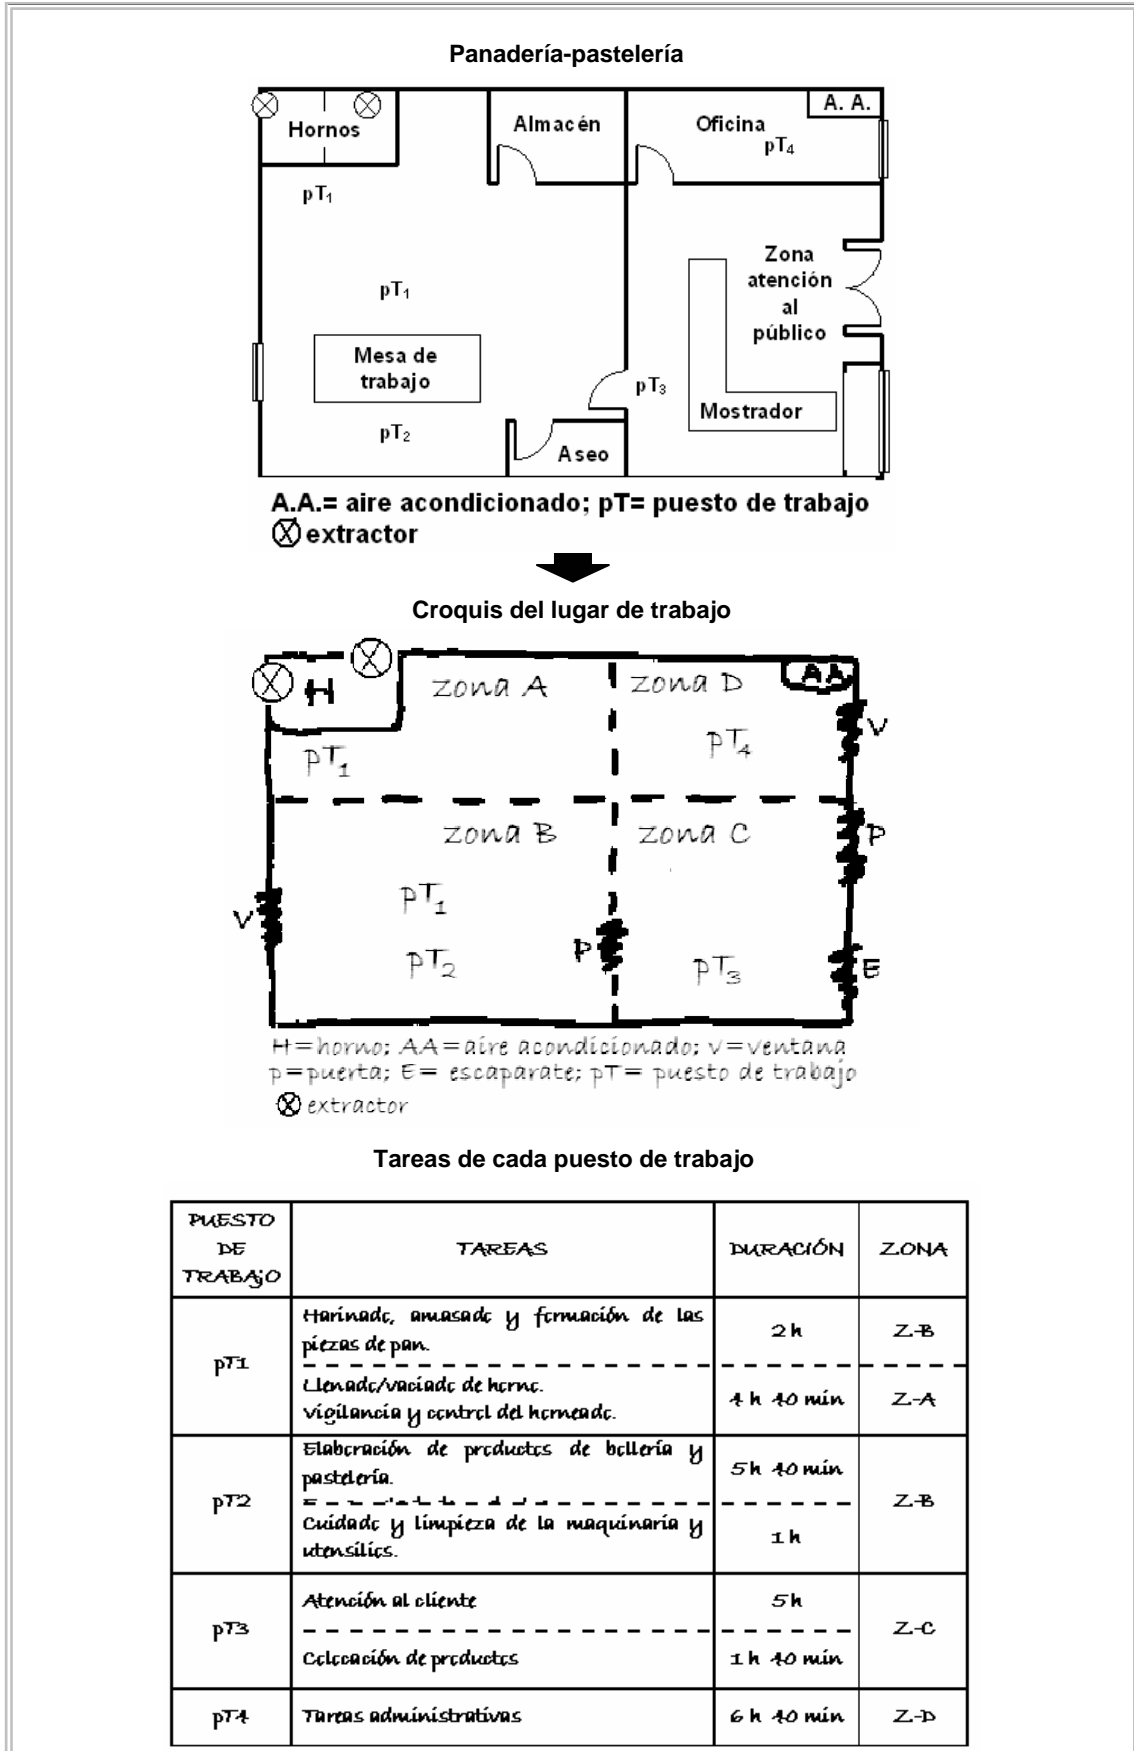 Panadería-pastelería
Hornos
Almacén
Oficina
A. A.
pT₄
pT₁
pT₁
Zona
atención
al
público
Mesa de
trabajo
pT₃
Mostrador
pT₂
Aseo
A.A.= aire acondicionado; pT= puesto de trabajo
extractor
Croquis del lugar de trabajo
H
zona A
zona D
AA
V
pT₁
pT₄
zona B
zona C
P
V
pT₁
pT₂
P
pT₃
E
H=horno; AA=aire acondicionado; v=ventana
p=puerta; E= escaparate; pT= puesto de trabajo
extractor
Tareas de cada puesto de trabajo
PUESTO
DE
TRABAjO
TAREAS
DURACIÓN
ZONA
pT1
Harinado, amasado y formación de las
piezas de pan.
2 h
Z-B
Llenado/vaciado de horno.
vigilancia y control del horneado.
4 h 40 min
Z-A
pT2
Elaboración de productos de bollería y
pastelería.
5 h 40 min
Z-B
Cuidado y limpieza de la maquinaria y
utensilios.
1 h
pT3
Atención al cliente
5 h
Z-C
Colocación de productos
1 h 40 min
pT4
Tareas administrativas
6 h 40 min
Z-D